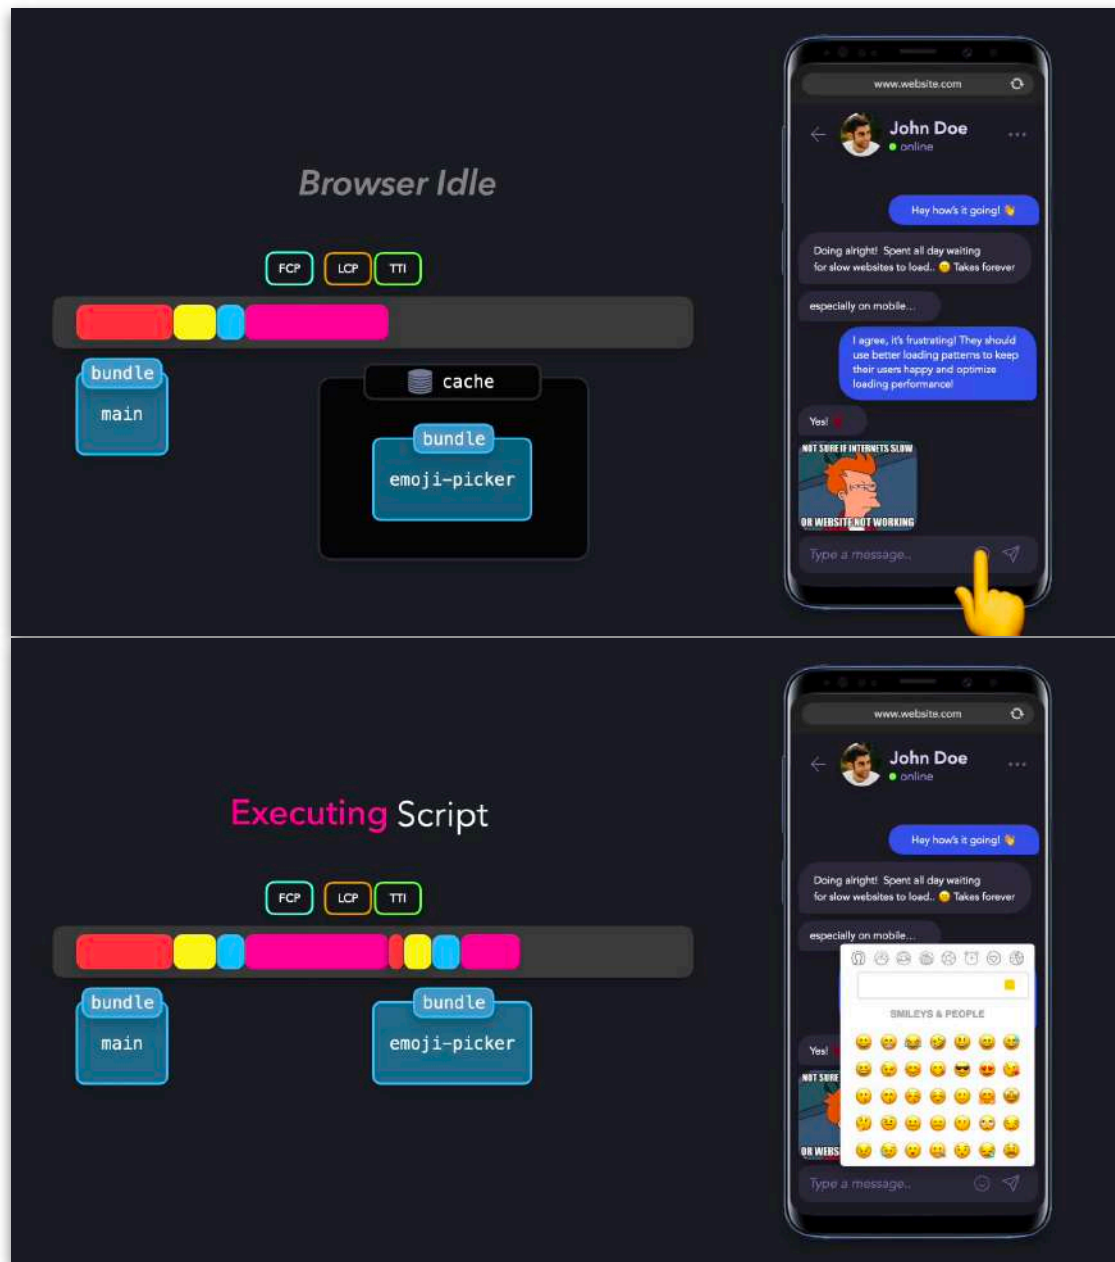 www.website.com
John Doe
online
Browser Idle
Hey how's it going! 👋
FCP LCP TTI
Doing alright! Spent all day waiting
for slow websites to load.. 😑 Takes forever
especially on mobile...
I agree, it's frustrating! They should
use better loading patterns to keep
their users happy and optimize
loading performance!
bundle
main
cache
bundle
emoji-picker
Yes!
NOT SURE IF INTERNETS SLOW
OR WEBSITE NOT WORKING
Type a message..
www.website.com
John Doe
online
Executing Script
Hey how's it going! 👋
FCP LCP TTI
Doing alright! Spent all day waiting
for slow websites to load.. 😑 Takes forever
especially on mobile...
SMILEYS & PEOPLE
bundle
main
bundle
emoji-picker
Yes!
NOT SURE
OR WEBS
Type a message..